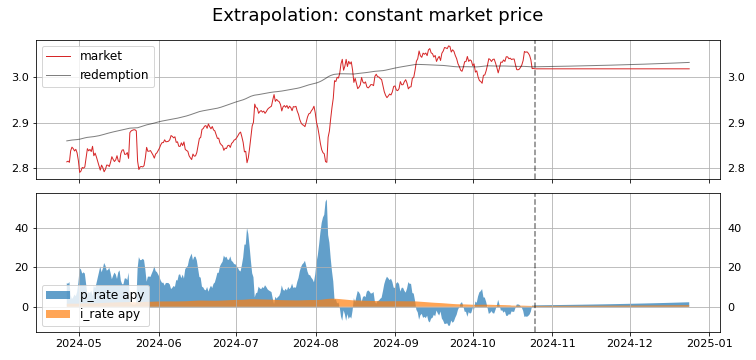 Extrapolation: constant market price
market
redemption
3.0
2.9
2.8
3.0
2.9
2.8
40
20
0
40
20
0
p_rate apy
i_rate apy
2024-05 2024-06 2024-07 2024-08 2024-09 2024-10 2024-11 2024-12 2025-01